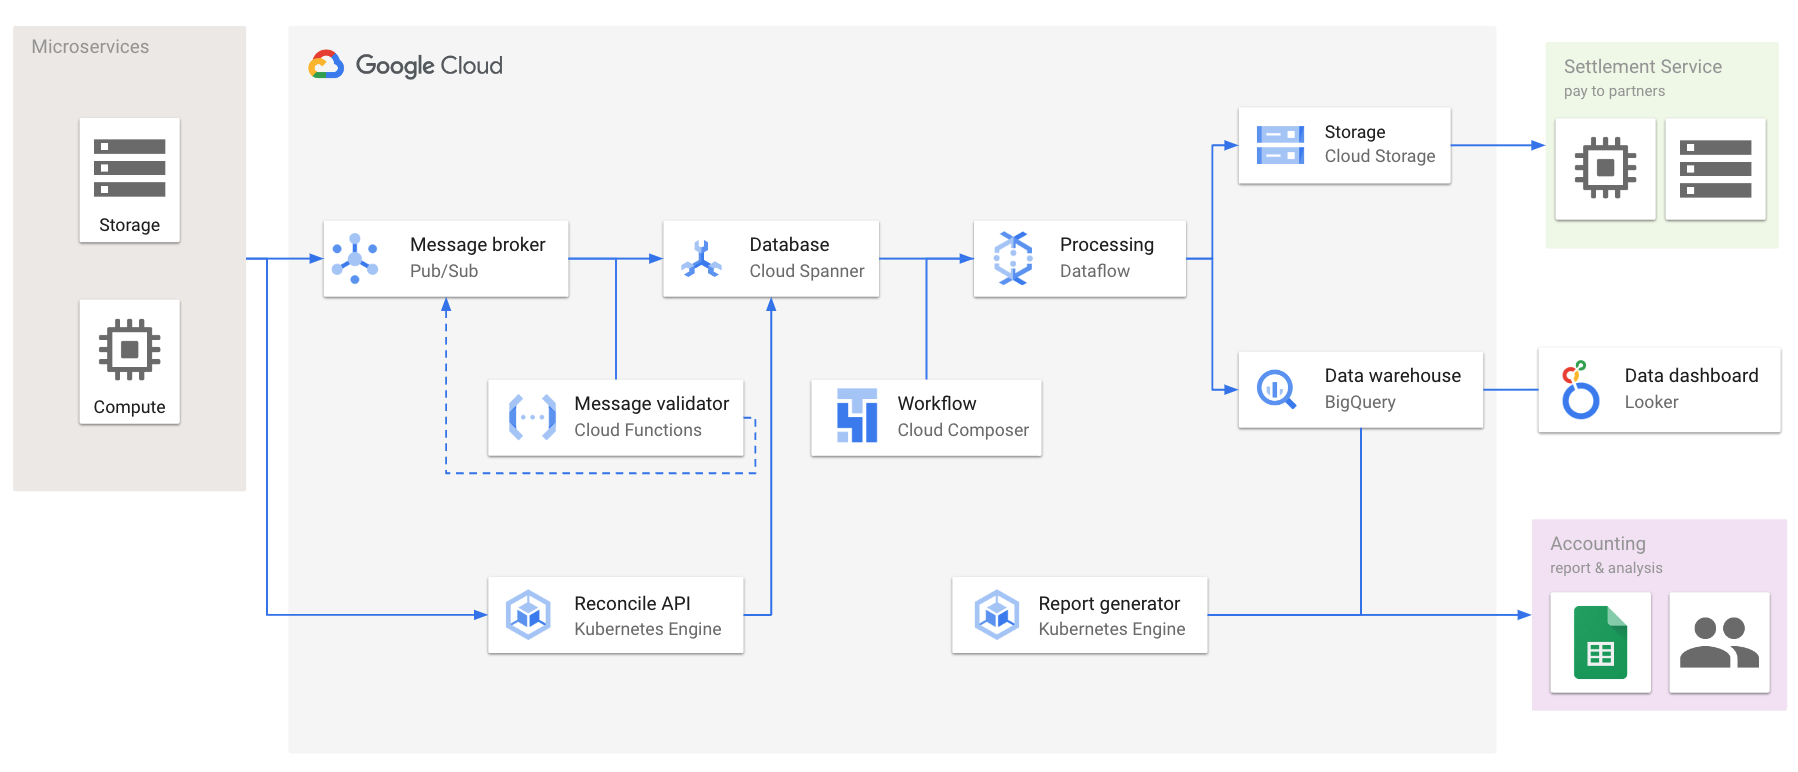 Microservices
Storage
Compute
Google Cloud
Message broker
Pub/Sub
Database
Cloud Spanner
Processing
Dataflow
Storage
Cloud Storage
Settlement Service
pay to partners
Message validator
Cloud Functions
Workflow
Cloud Composer
Data warehouse
BigQuery
Data dashboard
Looker
Reconcile API
Kubernetes Engine
Report generator
Kubernetes Engine
Accounting
report & analysis